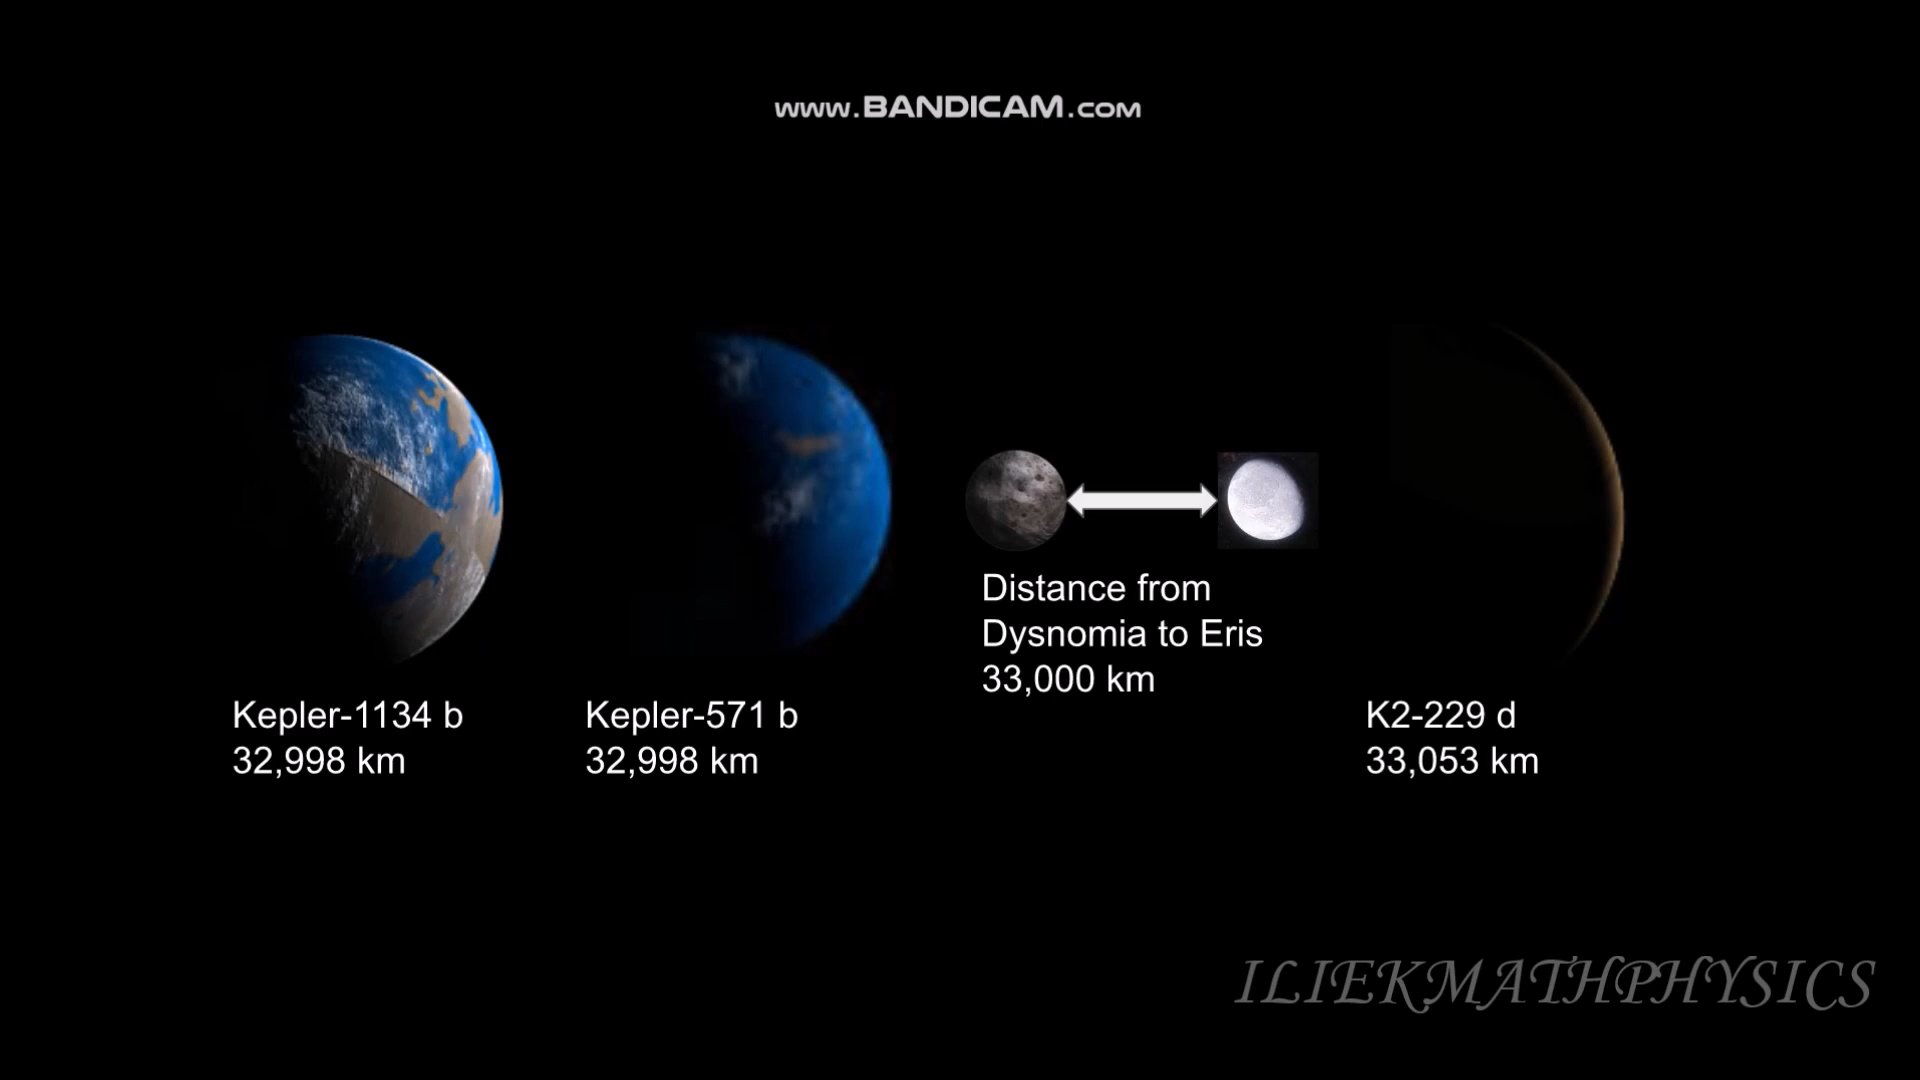 www.BANDICAM.com
Distance from
Dysnomia to Eris
33,000 km
Kepler-1134 b
32,998 km
Kepler-571 b
32,998 km
K2-229 d
33,053 km
ILIEKMATHPHYSICS